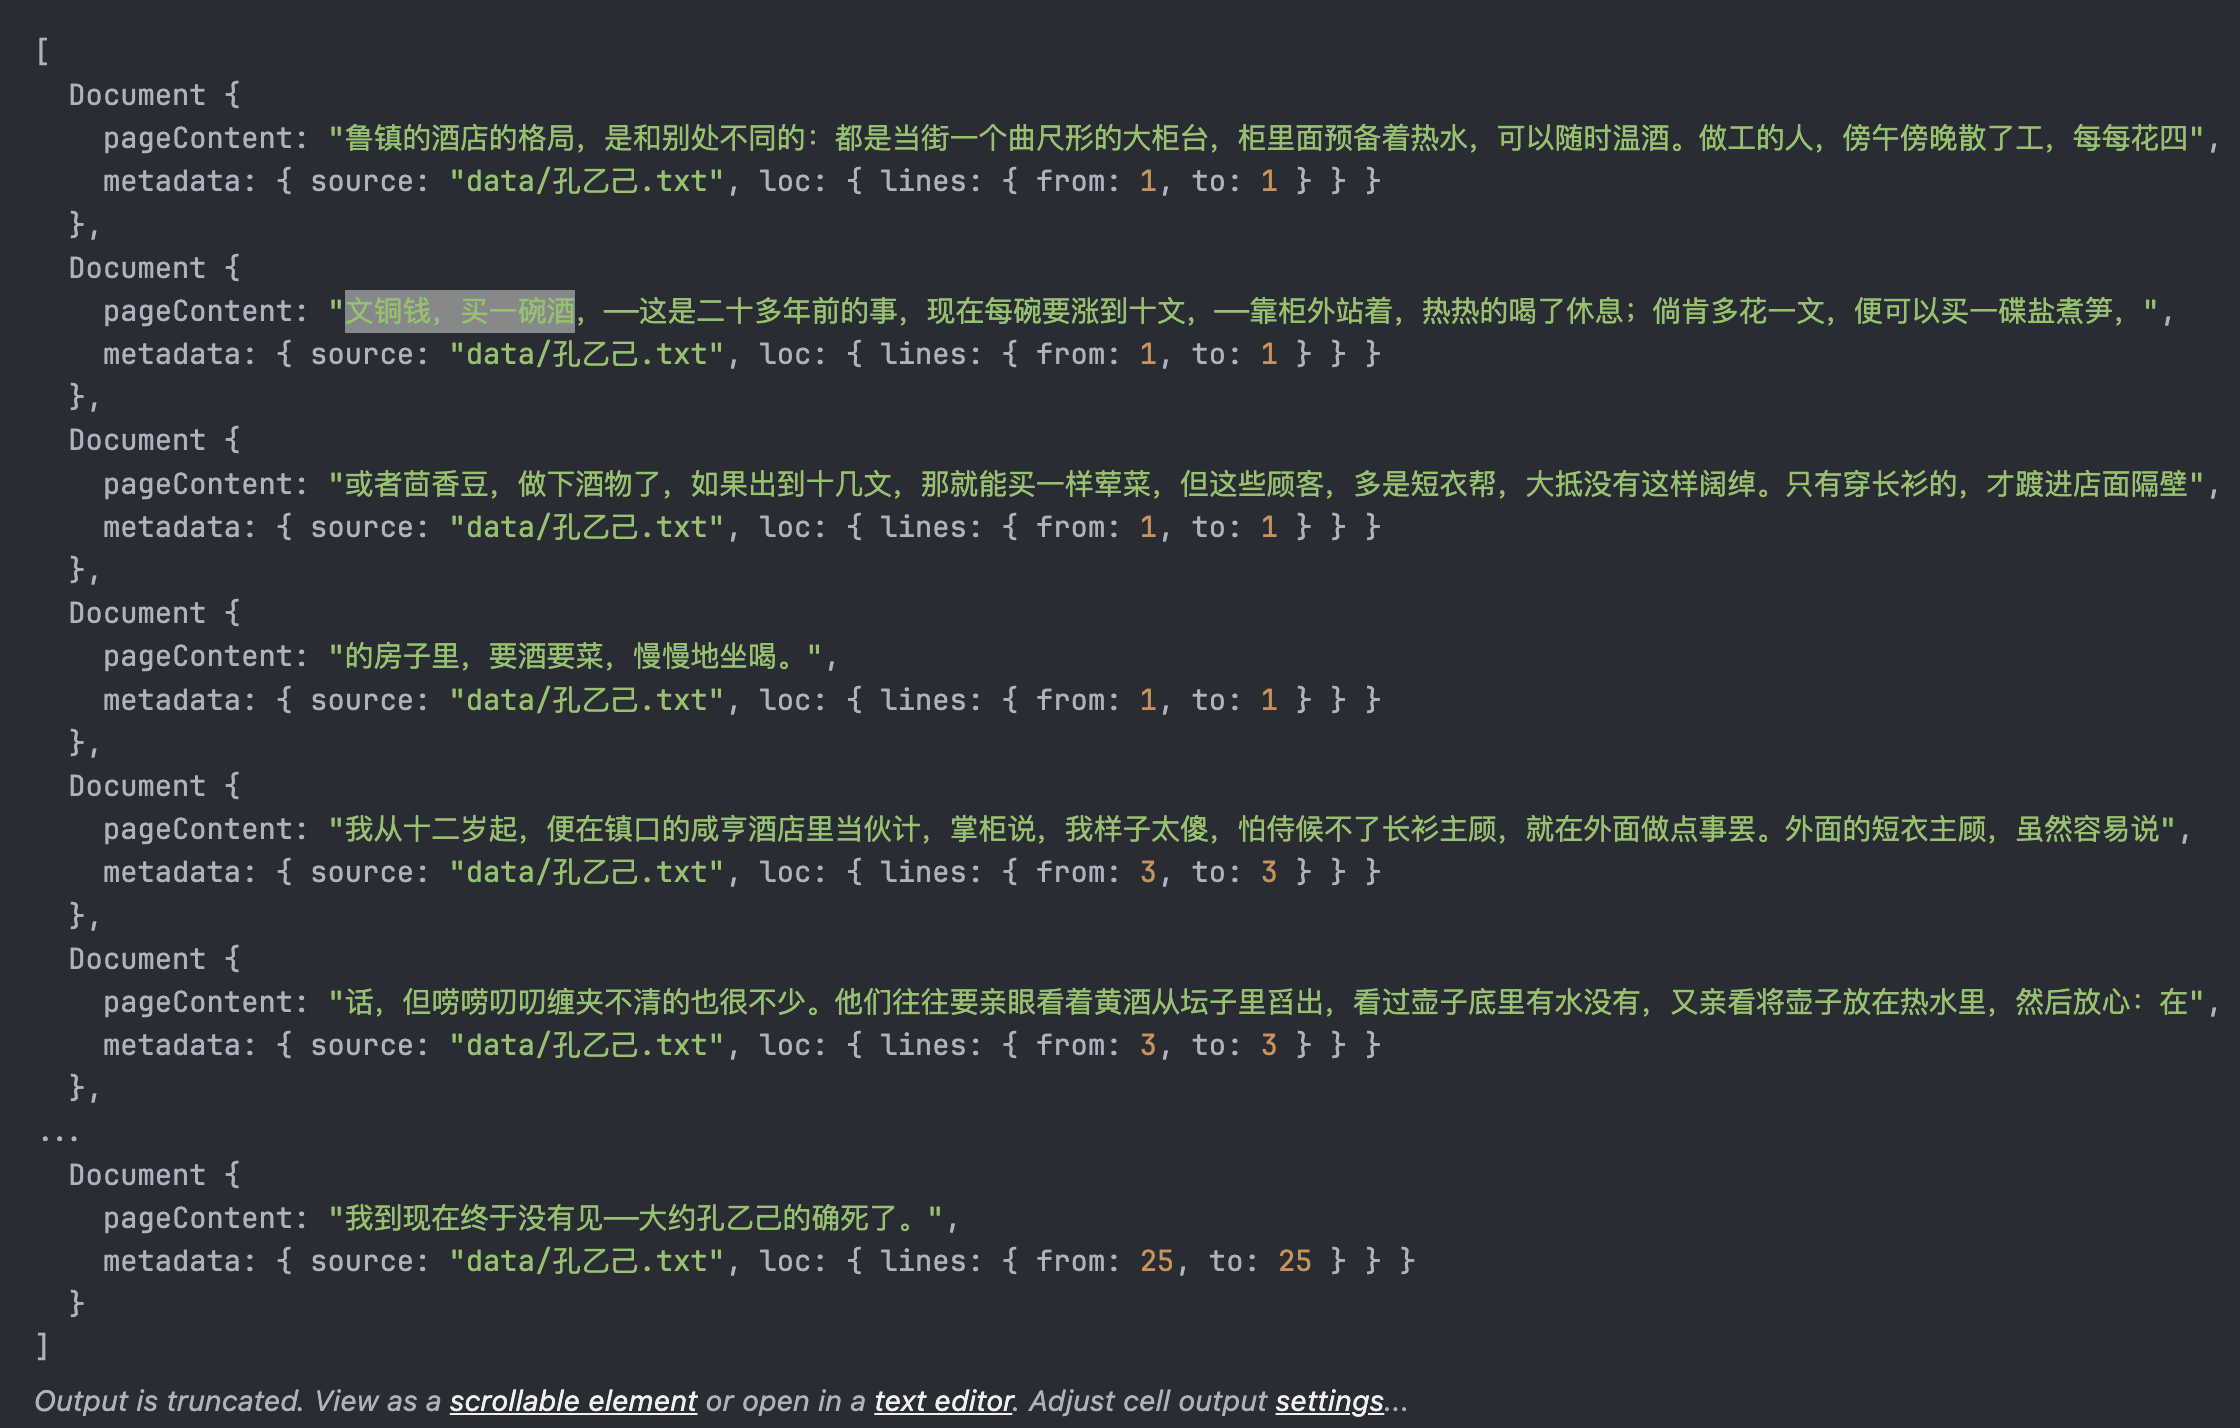 [
  Document {
    pageContent: "鲁镇的酒店的格局，是和别处不同的：都是当街一个曲尺形的大柜台，柜里面预备着热水，可以随时温酒。做工的人，傍午傍晚散了工，每每花四",
    metadata: { source: "data/孔乙己.txt", loc: { lines: { from: 1, to: 1 } } }
  },
  Document {
    pageContent: "文铜钱，买一碗酒，——这是二十多年前的事，现在每碗要涨到十文，——靠柜外站着，热热的喝了休息；倘肯多花一文，便可以买一碟盐煮笋，",
    metadata: { source: "data/孔乙己.txt", loc: { lines: { from: 1, to: 1 } } }
  },
  Document {
    pageContent: "或者茴香豆，做下酒物了，如果出到十几文，那就能买一样荤菜，但这些顾客，多是短衣帮，大抵没有这样阔绰。只有穿长衫的，才踱进店面隔壁",
    metadata: { source: "data/孔乙己.txt", loc: { lines: { from: 1, to: 1 } } }
  },
  Document {
    pageContent: "的房子里，要酒要菜，慢慢地坐喝。",
    metadata: { source: "data/孔乙己.txt", loc: { lines: { from: 1, to: 1 } } }
  },
  Document {
    pageContent: "我从十二岁起，便在镇口的咸亨酒店里当伙计，掌柜说，我样子太傻，怕侍候不了长衫主顾，就在外面做点事罢。外面的短衣主顾，虽然容易说",
    metadata: { source: "data/孔乙己.txt", loc: { lines: { from: 3, to: 3 } } }
  },
  Document {
    pageContent: "话，但唠唠叨叨缠夹不清的也很不少。他们往往要亲眼看着黄酒从坛子里舀出，看过壶子底里有水没有，又亲看将壶子放在热水里，然后放心：在",
    metadata: { source: "data/孔乙己.txt", loc: { lines: { from: 3, to: 3 } } }
  },
...
  Document {
    pageContent: "我到现在终于没有见——大约孔乙己的确死了。",
    metadata: { source: "data/孔乙己.txt", loc: { lines: { from: 25, to: 25 } } }
  }
]
Output is truncated. View as a scrollable element or open in a text editor. Adjust cell output settings...